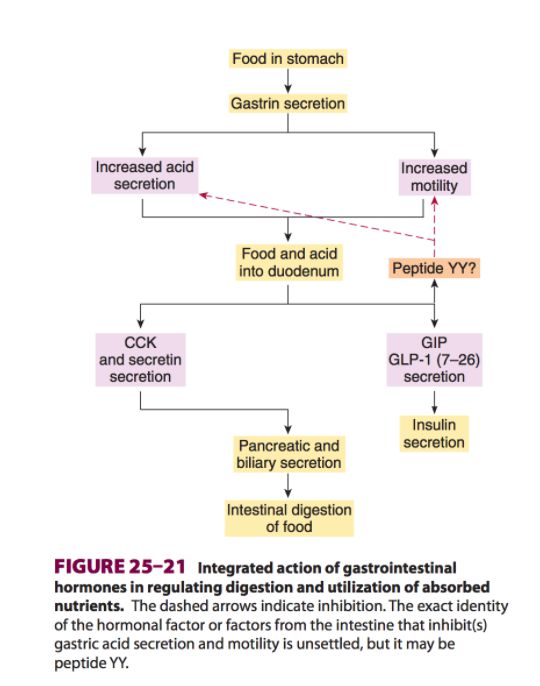 Food in stomach
Gastrin secretion
Increased acid
secretion
Increased
motility
Food and acid
into duodenum
Peptide YY?
CCK
and secretin
secretion
GIP
GLP-1 (7–26)
secretion
Insulin
secretion
Pancreatic and
biliary secretion
Intestinal digestion
of food
FIGURE 25–21 Integrated action of gastrointestinal
hormones in regulating digestion and utilization of absorbed
nutrients. The dashed arrows indicate inhibition. The exact identity
of the hormonal factor or factors from the intestine that inhibit(s)
gastric acid secretion and motility is unsettled, but it may be
peptide YY.